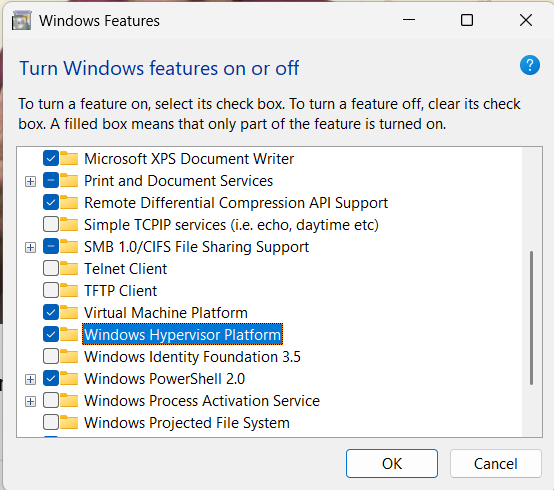 Windows Features
Turn Windows features on or off
?
To turn a feature on, select its check box. To turn a feature off, clear its check
box. A filled box means that only part of the feature is turned on.
Microsoft XPS Document Writer
Print and Document Services
Remote Differential Compression API Support
Simple TCPIP services (i.e. echo, daytime etc)
SMB 1.0/CIFS File Sharing Support
Telnet Client
TFTP Client
Virtual Machine Platform
Windows Hypervisor Platform
Windows Identity Foundation 3.5
Windows PowerShell 2.0
Windows Process Activation Service
Windows Projected File System
OK
Cancel